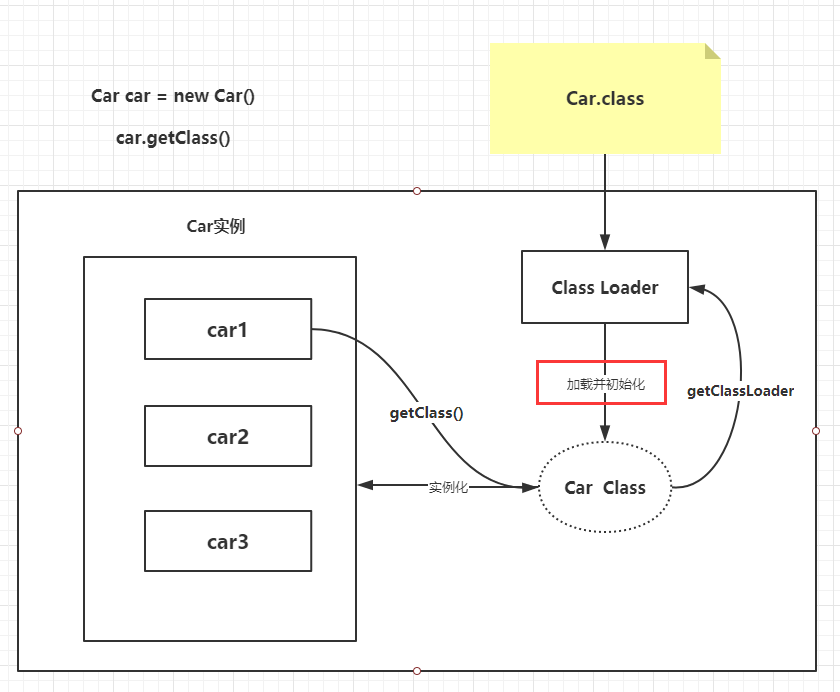 Car car = new Car()
car.getClass()
Car.class
Car实例
Class Loader
car1
加载并初始化
getClassLoader
getClass()
car2
实例化
Car Class
car3